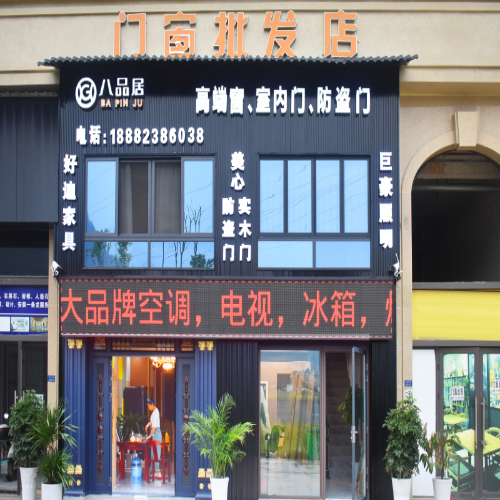 门窗批发店
八品居
BA PIN JU
高端窗、室内门、防盗门
电话:18882386038
好迪家具
美心
防盗门
实木门
巨豪照明
大品牌空调，电视，冰箱，